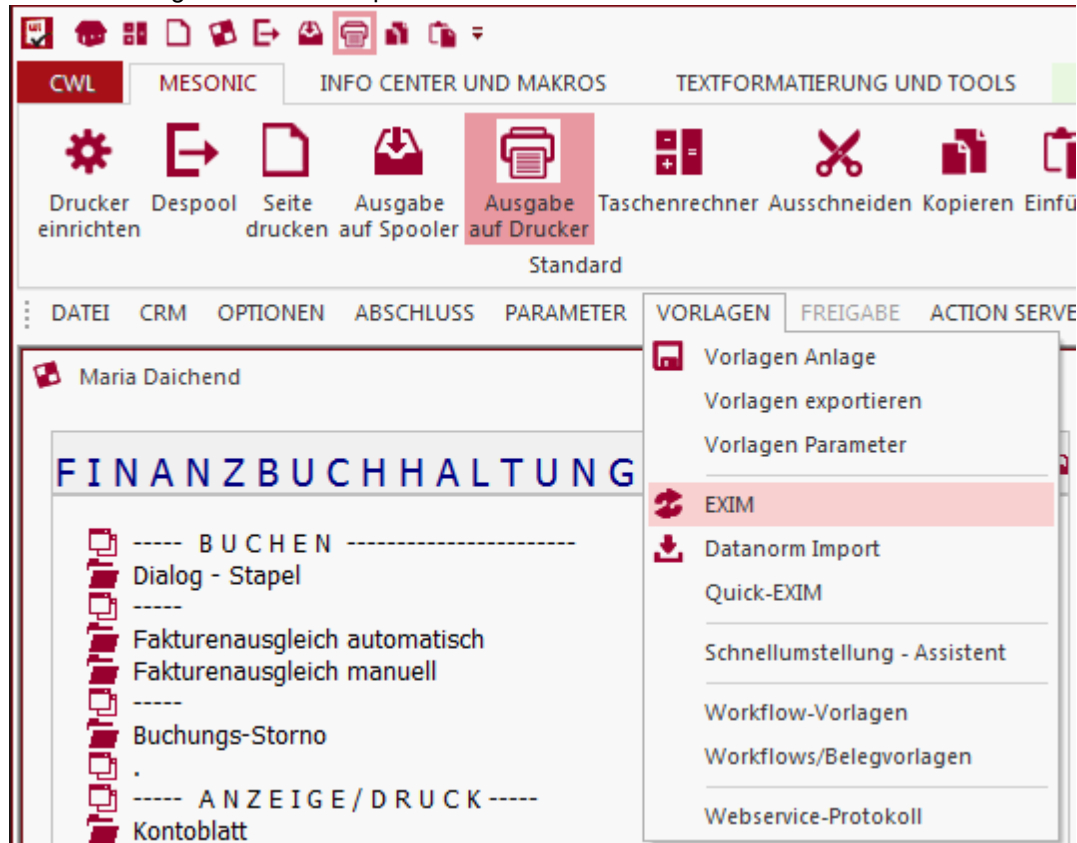 CWL MESONIC INFO CENTER UND MAKROS TEXTFORMATIERUNG UND TOOLS
Drucker Despool Seite Ausgabe Ausgabe Taschenrechner Ausschneiden Kopieren Einfü
einrichten drucken auf Spooler auf Drucker
Standard
DATEI CRM OPTIONEN ABSCHLUSS PARAMETER VORLAGEN FREIGABE ACTION SERVE
Maria Daichend
Vorlagen Anlage
Vorlagen exportieren
Vorlagen Parameter
EXIM
Datanorm Import
Quick-EXIM
Schnellumstellung - Assistent
Workflow-Vorlagen
Workflows/Belegvorlagen
Webservice-Protokoll
FINANZBUCHHALTUNG
----- B U C H E N -----------------------
Dialog - Stapel
-----
Fakturenausgleich automatisch
Fakturenausgleich manuell
-----
Buchungs-Storno
.
----- A N Z E I G E / D R U C K -----
Kontoblatt